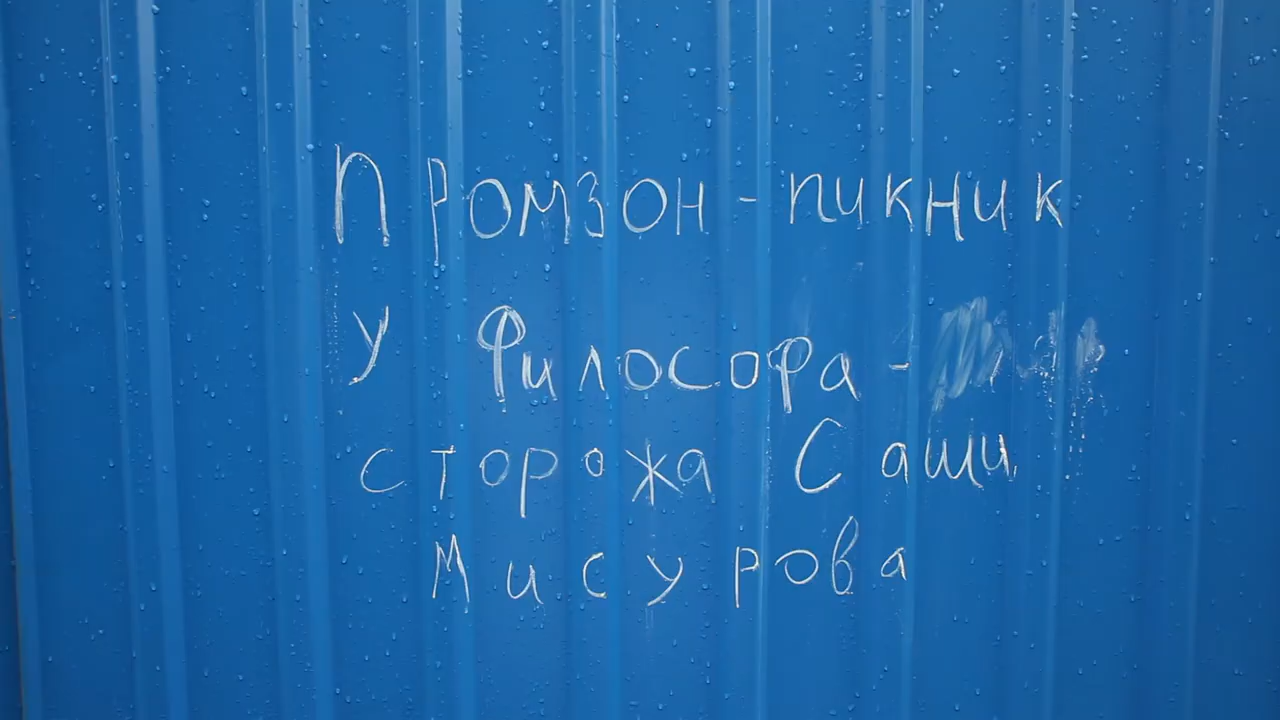 Промзон-пикник
у Философа-
сторожа Саши
Мисурова